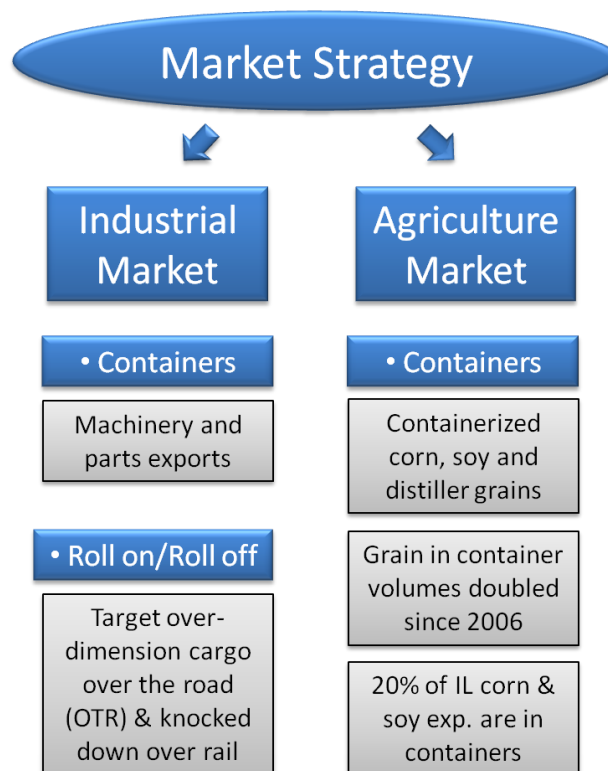 Market Strategy
Industrial
Market
• Containers
Machinery and
parts exports
• Roll on/Roll off
Target over-
dimension cargo
over the road
(OTR) & knocked
down over rail
Agriculture
Market
• Containers
Containerized
corn, soy and
distiller grains
Grain in container
volumes doubled
since 2006
20% of IL corn &
soy exp. are in
containers